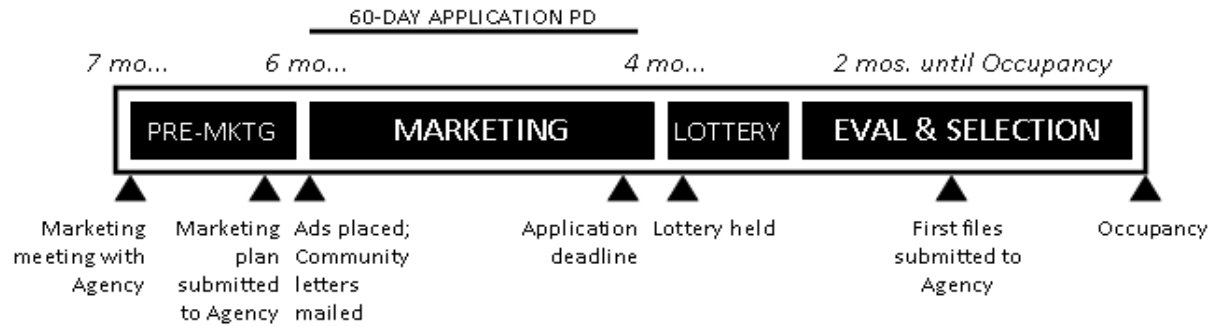 60-DAY APPLICATION PD
7 mo...
6 mo...
4 mo...
2 mos. until Occupancy
PRE-MKTG
MARKETING
LOTTERY
EVAL & SELECTION
Marketing
meeting with
Agency
Marketing
plan
submitted
to Agency
Ads placed;
Community
letters
mailed
Application
deadline
Lottery held
First files
submitted to
Agency
Occupancy